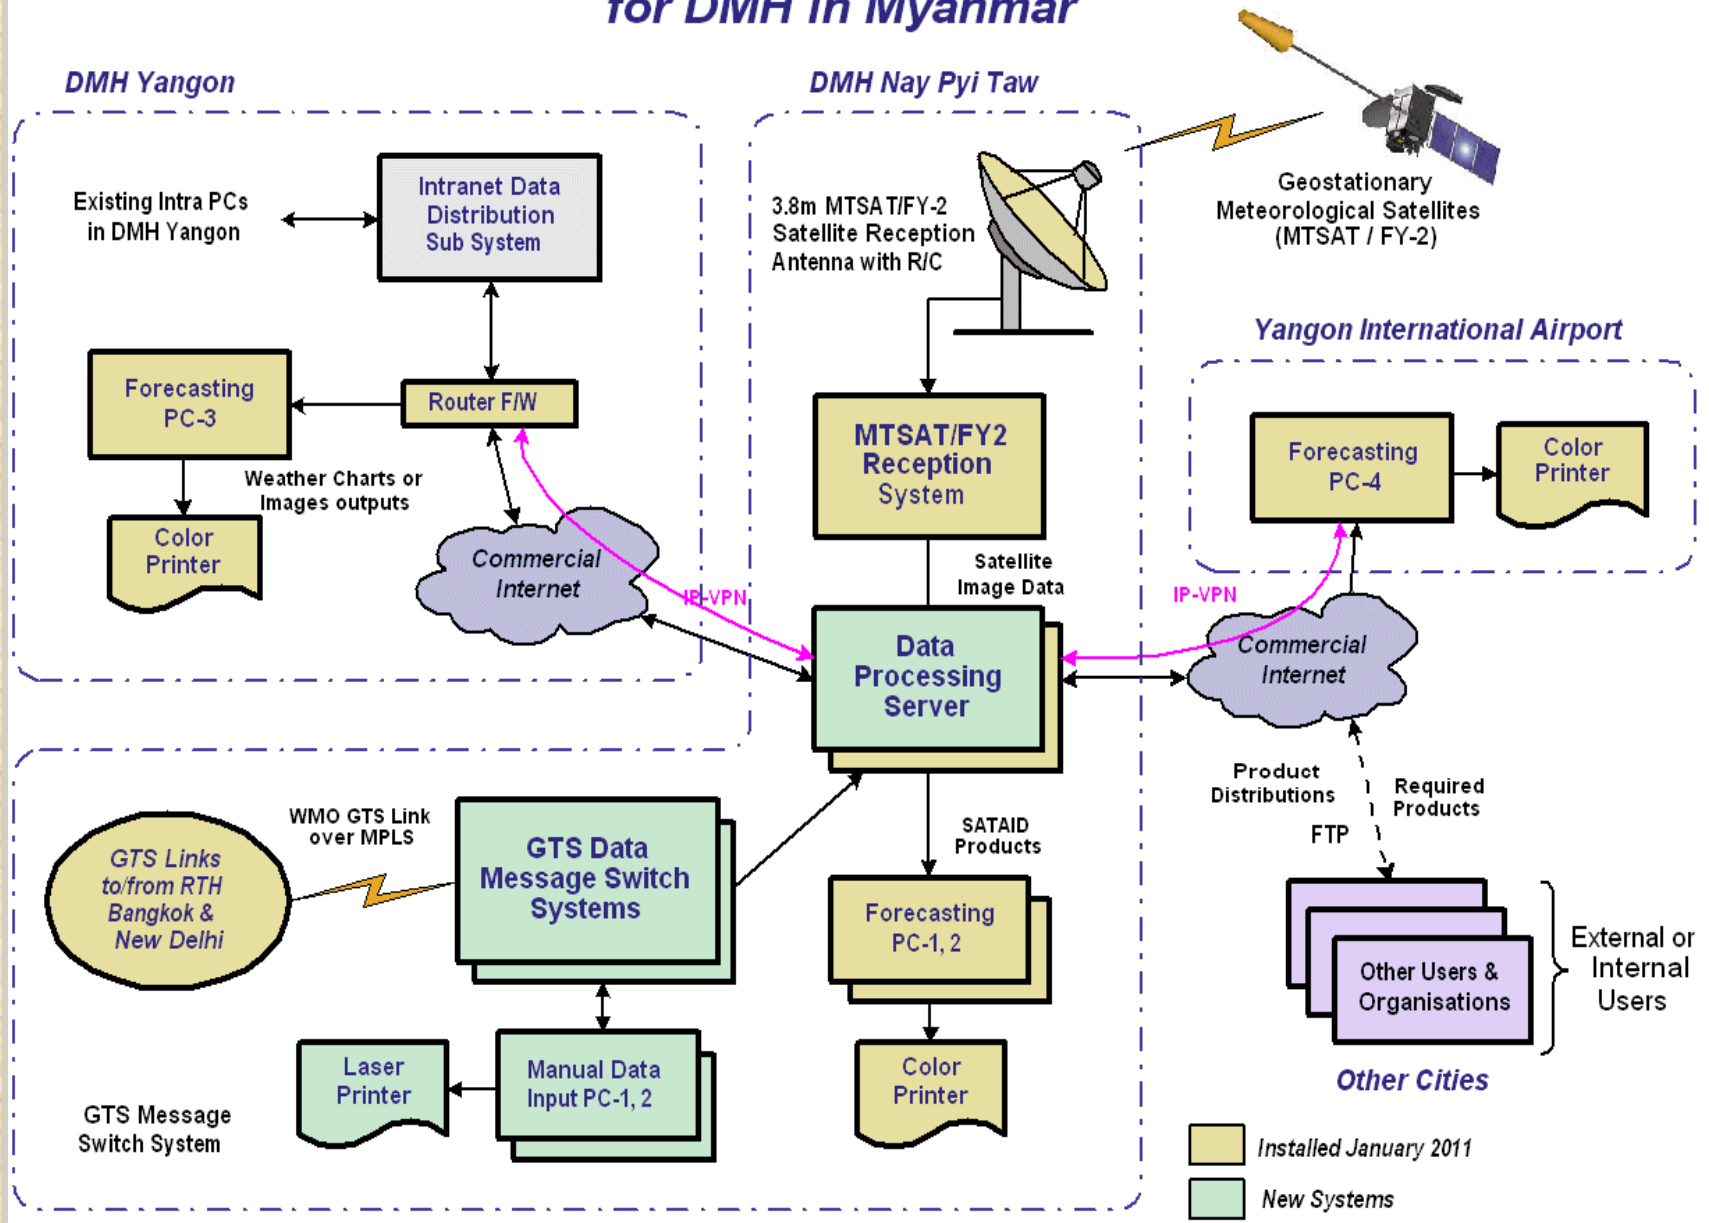 for DMH in Myanmar
DMH Yangon
DMH Nay Pyi Taw
Existing Intra PCs
in DMH Yangon
Intranet Data
Distribution
Sub System
3.8m MTSAT/FY-2
Satellite Reception
Antenna with R/C
Geostationary
Meteorological Satellites
(MTSAT / FY-2)
Yangon International Airport
Forecasting
PC-3
Router F/W
Weather Charts or
Images outputs
Color
Printer
Commercial
Internet
IP-VPN
MTSAT/FY2
Reception
System
Satellite
Image Data
Forecasting
PC-4
Color
Printer
IP-VPN
Commercial
Internet
Data
Processing
Server
Product
Distributions
Required
Products
FTP
WMO GTS Link
over MPLS
GTS Links
to/from RTH
Bangkok &
New Delhi
GTS Data
Message Switch
Systems
SATAID
Products
Forecasting
PC-1, 2
Other Users &
Organisations
External or
Internal
Users
Other Cities
Laser
Printer
Manual Data
Input PC-1, 2
Color
Printer
GTS Message
Switch System
Installed January 2011
New Systems